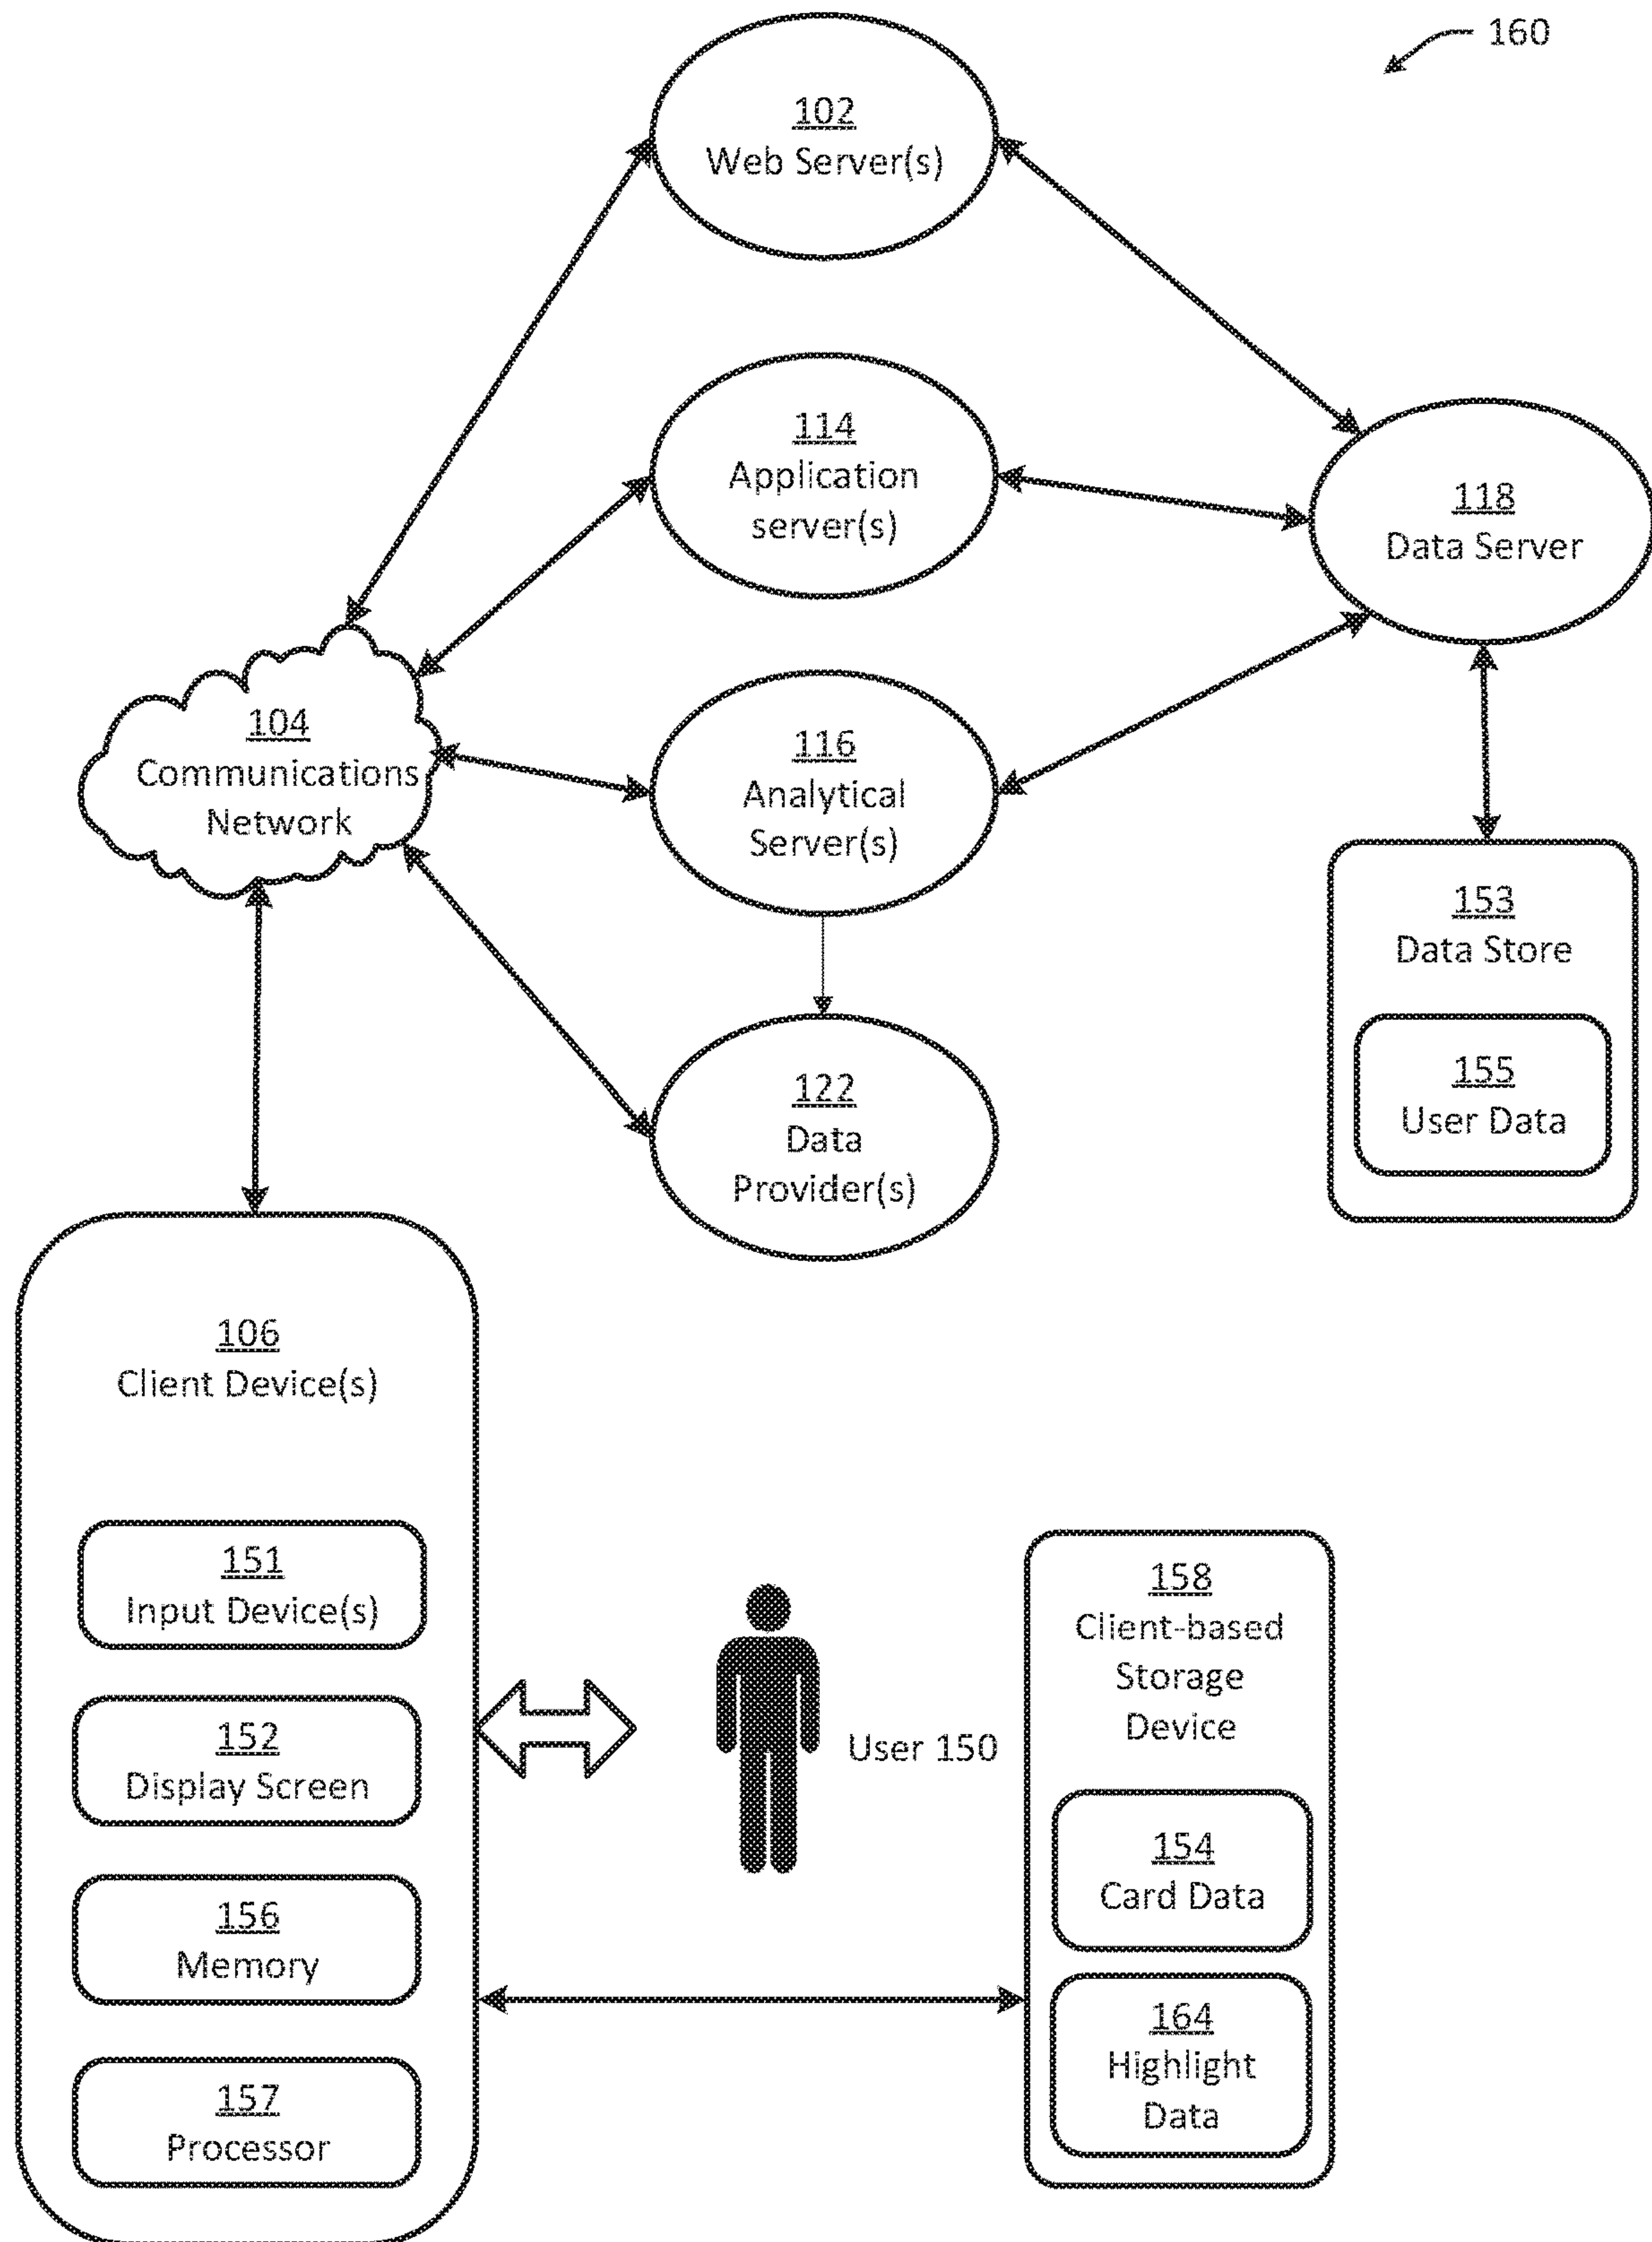 160
102
Web Server(s)
114
Application
server(s)
118
Data Server
104
Communications
Network
116
Analytical
Server(s)
153
Data Store
155
User Data
122
Data
Provider(s)
106
Client Device(s)
151
Input Device(s)
152
Display Screen
156
Memory
157
Processor
User 150
158
Client-based
Storage
Device
154
Card Data
164
Highlight
Data